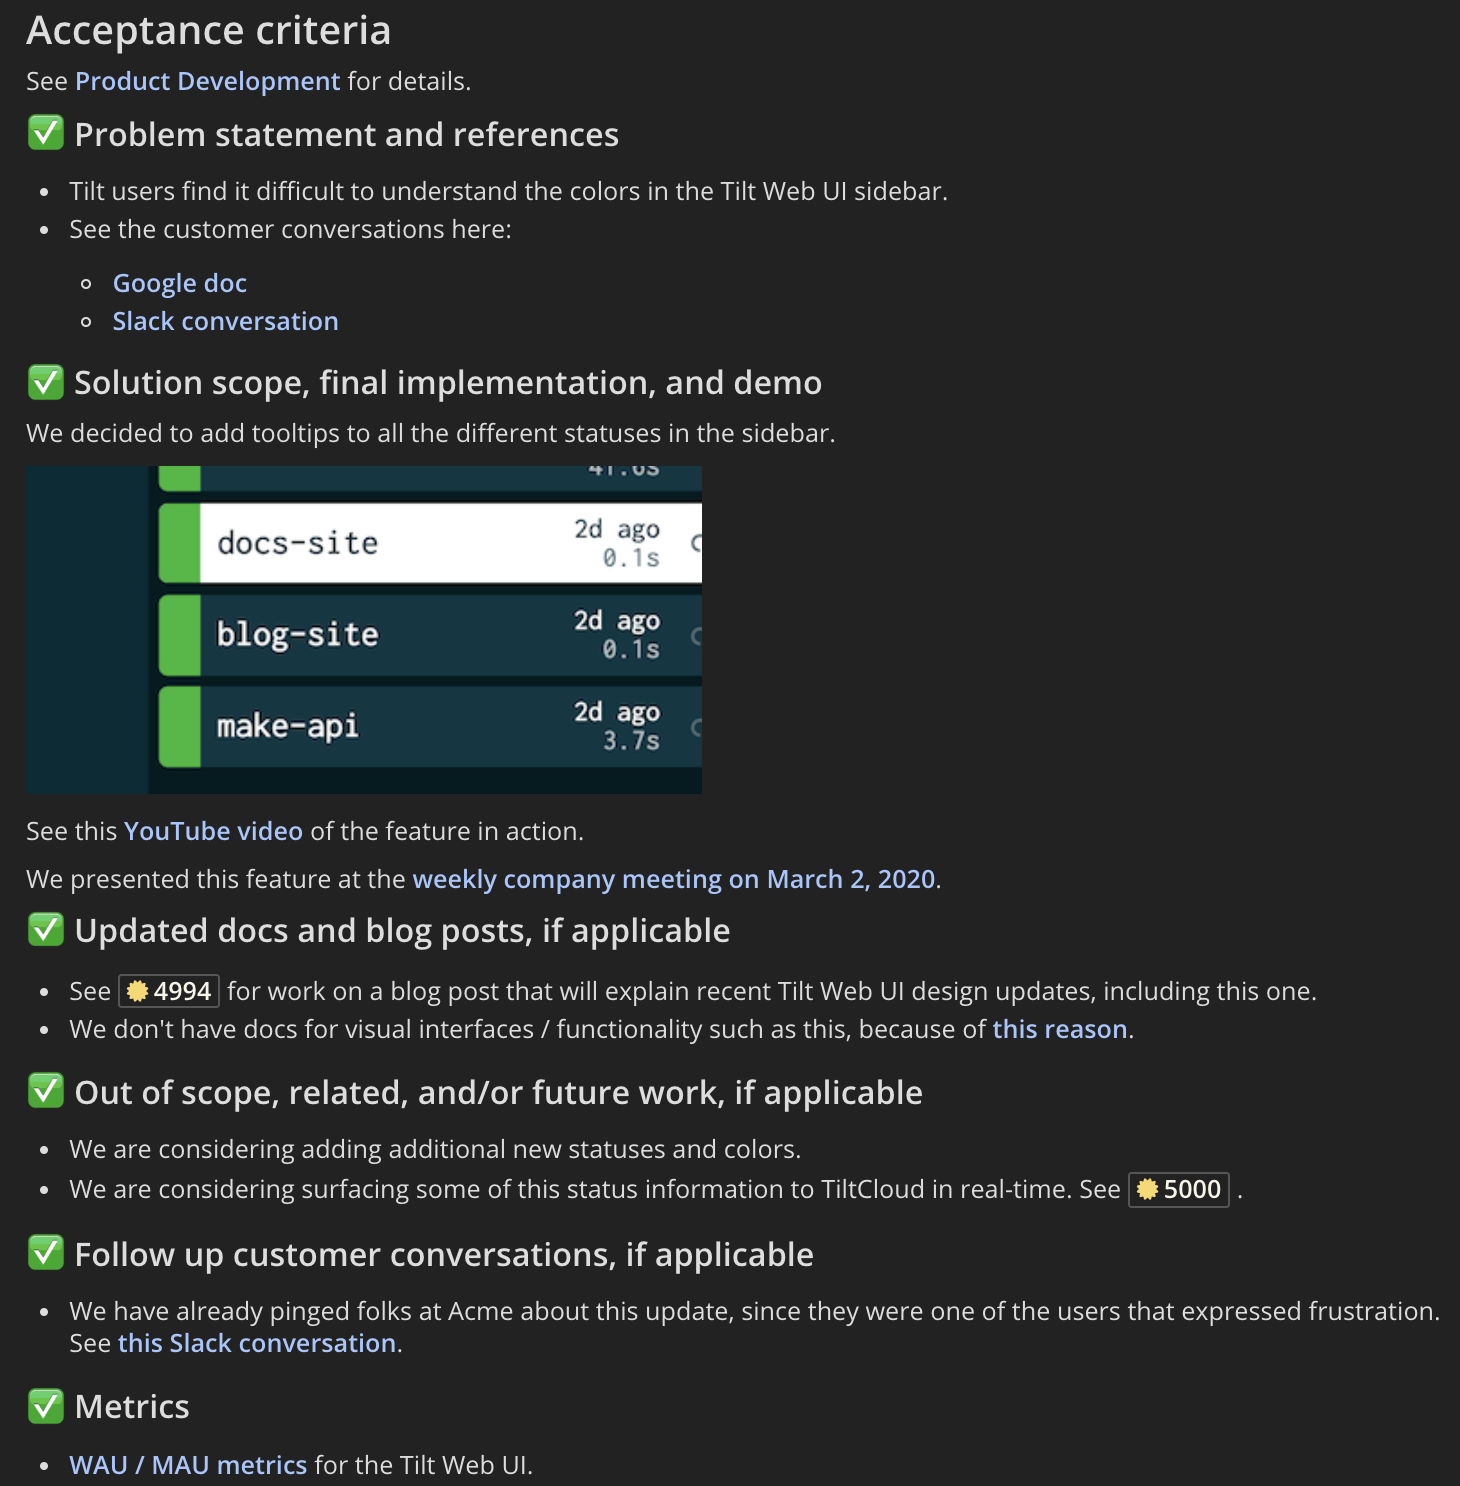 Acceptance criteria
See Product Development for details.
✅ Problem statement and references
• Tilt users find it difficult to understand the colors in the Tilt Web UI sidebar.
• See the customer conversations here:
◦ Google doc
◦ Slack conversation
✅ Solution scope, final implementation, and demo
We decided to add tooltips to all the different statuses in the sidebar.
docs-site 2d ago
0.1s
blog-site 2d ago
0.1s
make-api 2d ago
3.7s
See this YouTube video of the feature in action.
We presented this feature at the weekly company meeting on March 2, 2020.
✅ Updated docs and blog posts, if applicable
• See 4994 for work on a blog post that will explain recent Tilt Web UI design updates, including this one.
• We don't have docs for visual interfaces / functionality such as this, because of this reason.
✅ Out of scope, related, and/or future work, if applicable
• We are considering adding additional new statuses and colors.
• We are considering surfacing some of this status information to TiltCloud in real-time. See 5000 .
✅ Follow up customer conversations, if applicable
• We have already pinged folks at Acme about this update, since they were one of the users that expressed frustration.
See this Slack conversation.
✅ Metrics
• WAU / MAU metrics for the Tilt Web UI.